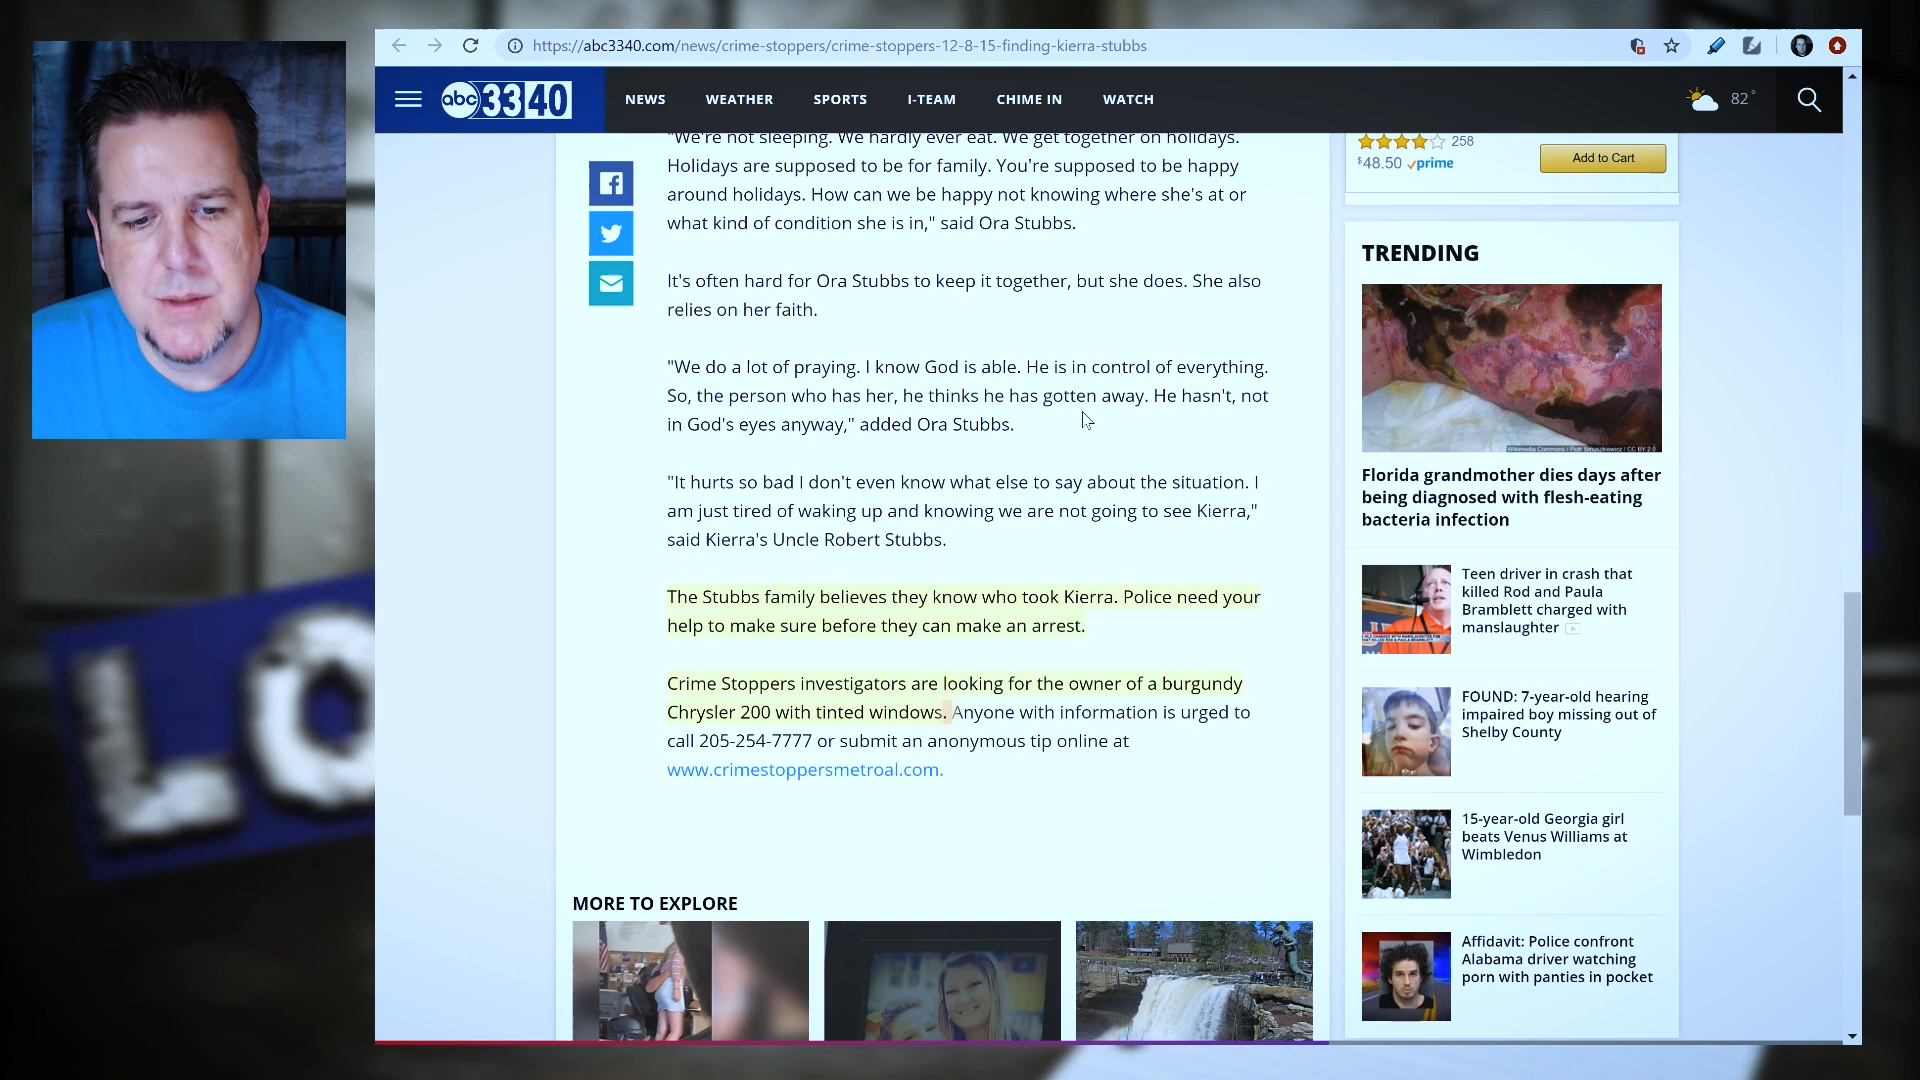 https://abc3340.com/news/crime-stoppers/crime-stoppers-12-8-15-finding-kierra-stubbs
abc 33 40
NEWS
WEATHER
SPORTS
I-TEAM
CHIME IN
WATCH
82°
"We're not sleeping. We hardly ever eat. We get together on holidays.
Holidays are supposed to be for family. You're supposed to be happy
around holidays. How can we be happy not knowing where she's at or
what kind of condition she is in," said Ora Stubbs.
It's often hard for Ora Stubbs to keep it together, but she does. She also
relies on her faith.
"We do a lot of praying. I know God is able. He is in control of everything.
So, the person who has her, he thinks he has gotten away. He hasn't, not
in God's eyes anyway," added Ora Stubbs.
"It hurts so bad I don't even know what else to say about the situation. I
am just tired of waking up and knowing we are not going to see Kierra,"
said Kierra's Uncle Robert Stubbs.
The Stubbs family believes they know who took Kierra. Police need your
help to make sure before they can make an arrest.
Crime Stoppers investigators are looking for the owner of a burgundy
Chrysler 200 with tinted windows. Anyone with information is urged to
call 205-254-7777 or submit an anonymous tip online at
www.crimestoppersmetroal.com.
MORE TO EXPLORE
258
$48.50 prime
Add to Cart
TRENDING
Wikimedia Commons / Piotr Smuszkiewicz / CC BY 2.0
Florida grandmother dies days after
being diagnosed with flesh-eating
bacteria infection
Teen driver in crash that
killed Rod and Paula
Bramblett charged with
manslaughter
FOUND: 7-year-old hearing
impaired boy missing out of
Shelby County
15-year-old Georgia girl
beats Venus Williams at
Wimbledon
Affidavit: Police confront
Alabama driver watching
porn with panties in pocket
LO